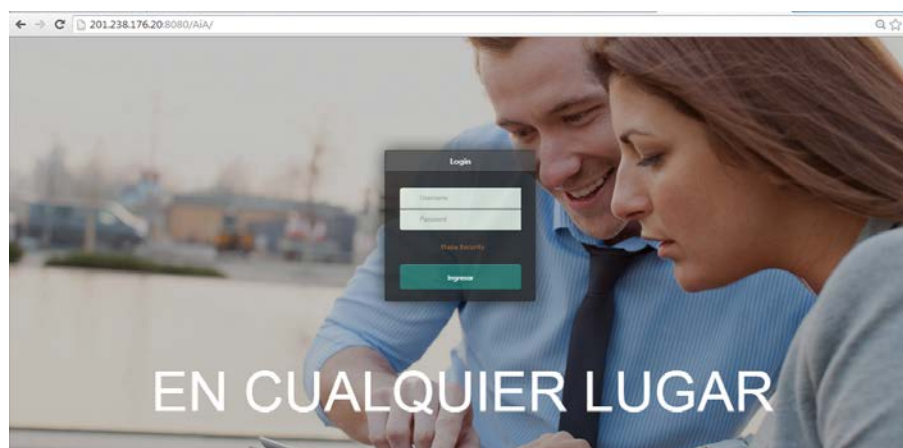 201.238.176.20:8080/AiA/
Login
Username
Password
Ingresar
EN CUALQUIER LUGAR